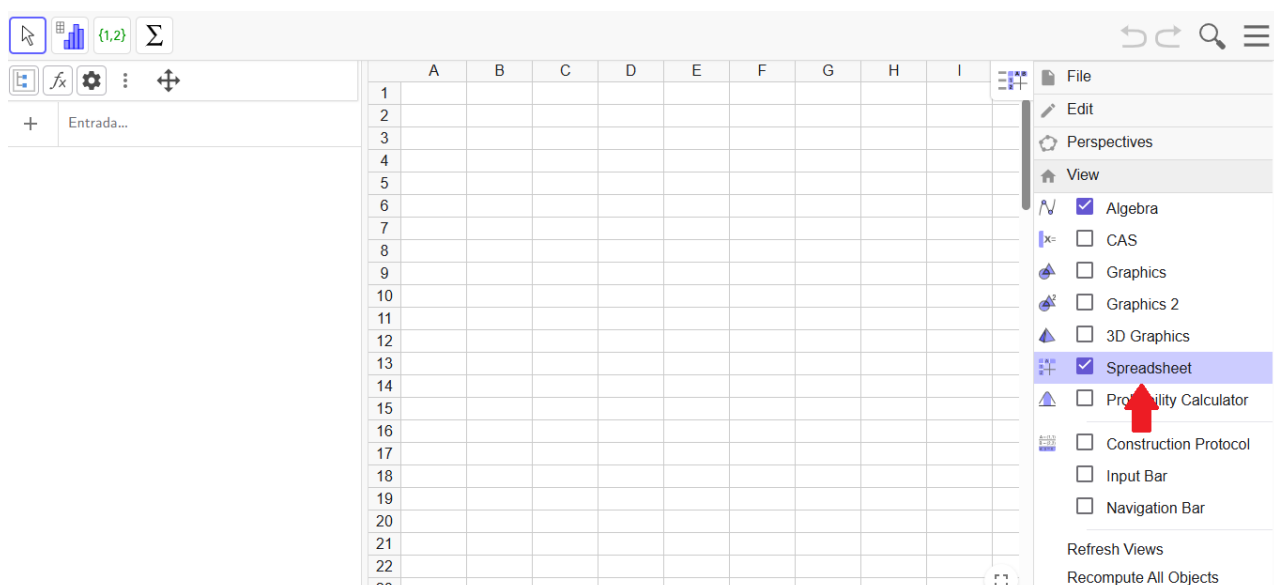 {1,2} Σ
fx
Entrada...
A B C D E F G H I
1
2
3
4
5
6
7
8
9
10
11
12
13
14
15
16
17
18
19
20
21
22
File
Edit
Perspectives
View
Algebra
x= CAS
Graphics
2 Graphics 2
3D Graphics
Spreadsheet
Calculator
Construction Protocol
Input Bar
Navigation Bar
Refresh Views
Recompute All Objects